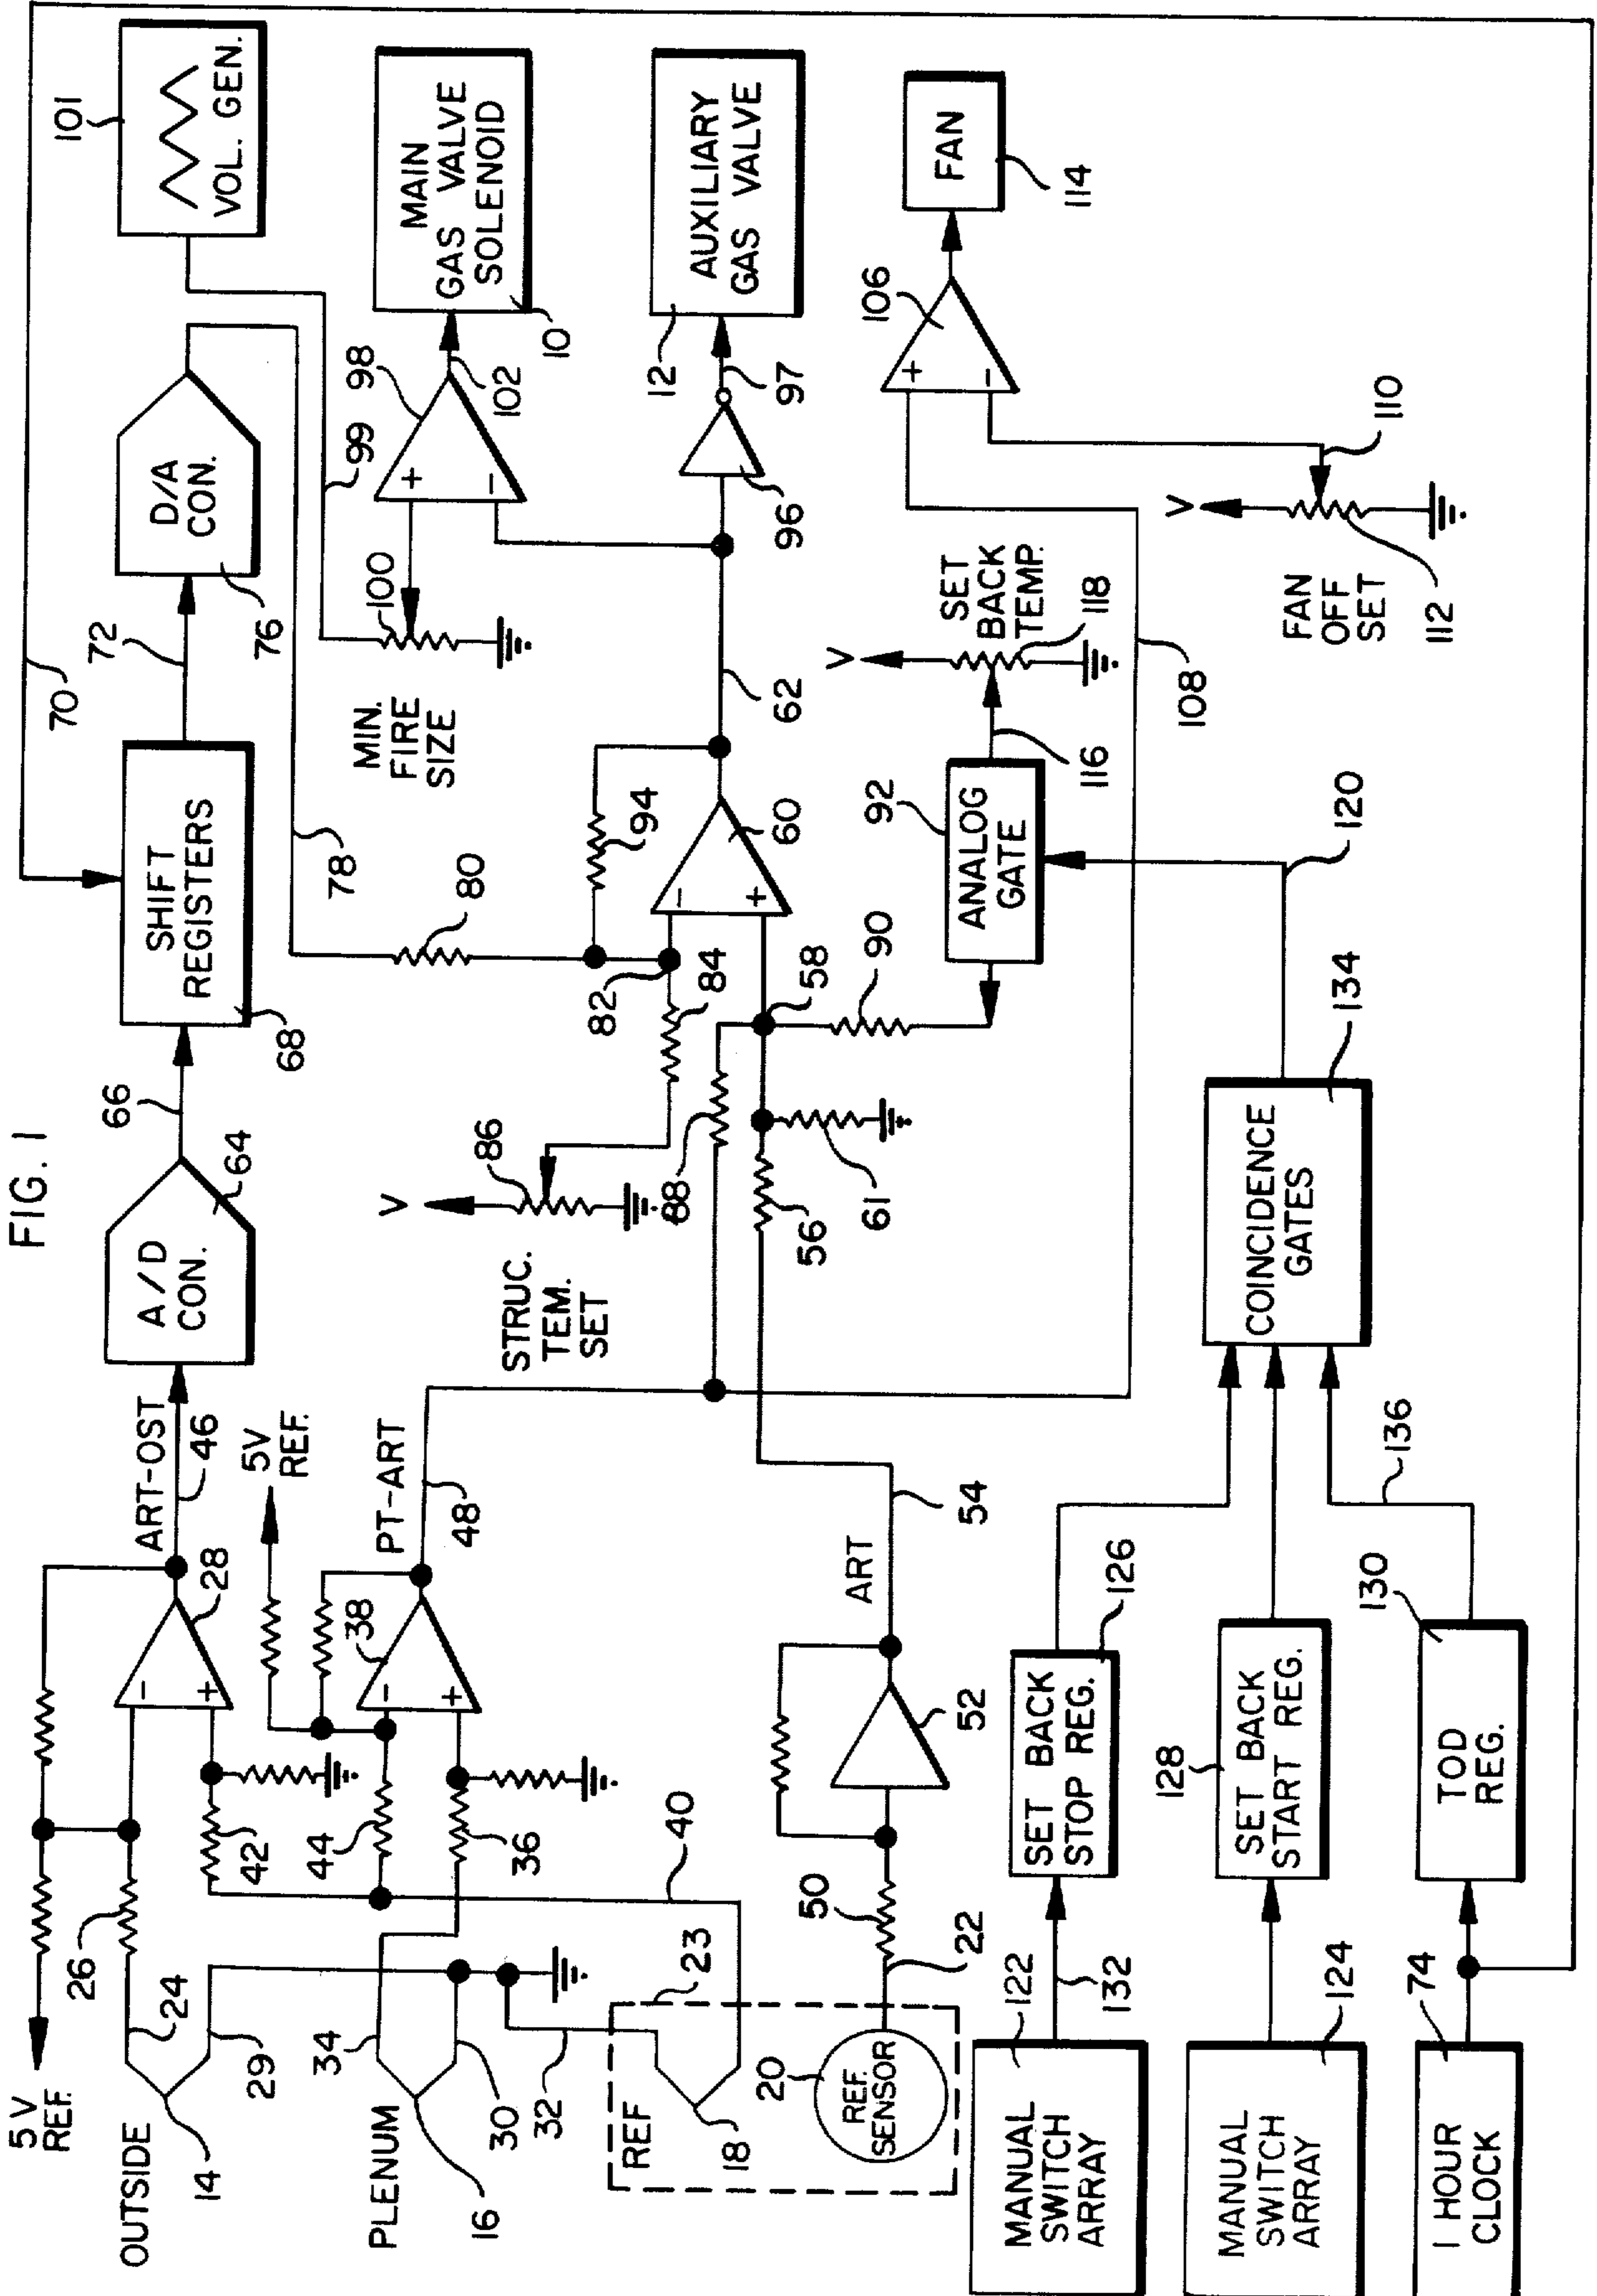 FIG. 1
5V
REF.
OUTSIDE
14
24
26
29
-
+
28
42
ART-OST
46
A/D
CON.
64
66
SHIFT
REGISTERS
68
70
72
D/A
CON.
76
78
VOL. GEN.
101
5V
REF.
PLENUM
16
34
30
32
44
36
40
38
-
+
PT-ART
48
REF
18
23
20
REF.
SENSOR
22
50
52
ART
54
STRUC.
TEM.
SET
V
86
88
56
61
80
82
84
58
90
94
-
+
60
62
MIN.
FIRE
SIZE
100
99
+
-
98
102
MAIN
GAS VALVE
SOLENOID
10
96
97
12
AUXILIARY
GAS VALVE
ANALOG
GATE
92
116
V
SET
BACK
TEMP.
118
108
+
-
106
FAN
114
V
110
112
FAN
OFF
SET
MANUAL
SWITCH
ARRAY
122
132
SET BACK
STOP REG.
126
MANUAL
SWITCH
ARRAY
124
128
SET BACK
START REG.
1 HOUR
CLOCK
74
TOD
REG.
130
136
COINCIDENCE
GATES
134
120